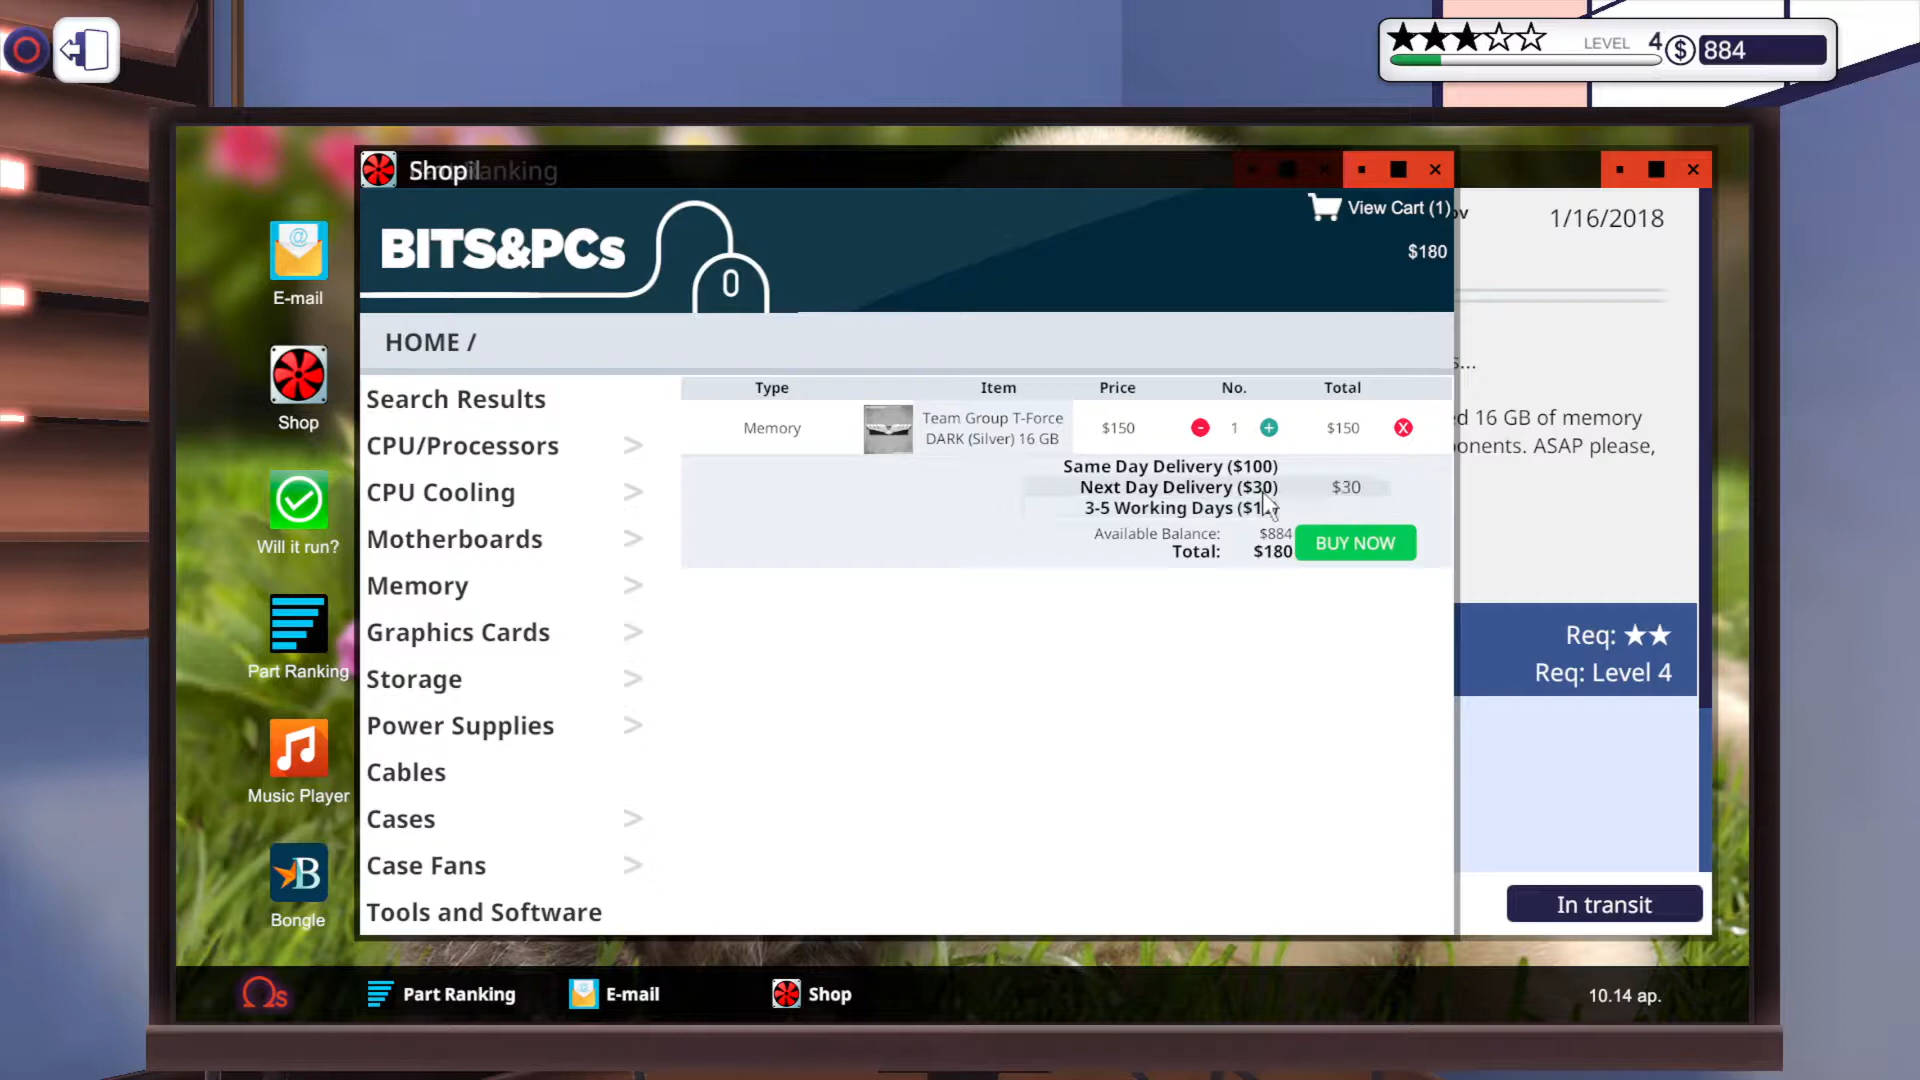 LEVEL 4 $ 884
Shop
BITS&PCs
View Cart (1)
$180
1/16/2018
HOME /
Search Results
CPU/Processors >
CPU Cooling >
Motherboards >
Memory >
Graphics Cards >
Storage >
Power Supplies >
Cables
Cases >
Case Fans >
Tools and Software
Type Item Price No. Total
Memory Team Group T-Force DARK (Silver) 16 GB $150 - 1 + $150 X
Same Day Delivery ($100)
Next Day Delivery ($30) $30
3-5 Working Days
Available Balance: $884
Total: $180
BUY NOW
s...
d 16 GB of memory
onents. ASAP please,
Req: ★★
Req: Level 4
In transit
E-mail
Shop
Will it run?
Part Ranking
Music Player
B
Bongle
Ωs Part Ranking E-mail Shop 10.14 ap.